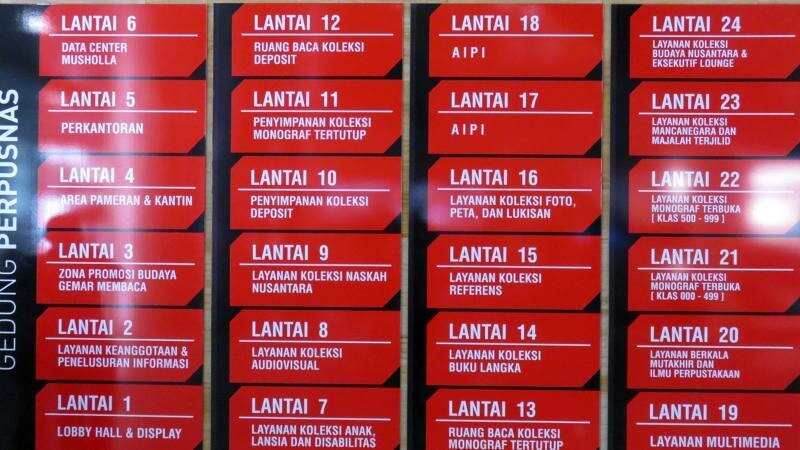 GEDUNG PERPUSNAS
LANTAI 6
DATA CENTER
MUSHOLLA
LANTAI 5
PERKANTORAN
LANTAI 4
AREA PAMERAN & KANTIN
LANTAI 3
ZONA PROMOSI BUDAYA
GEMAR MEMBACA
LANTAI 2
LAYANAN KEANGGOTAAN &
PENELUSURAN INFORMASI
LANTAI 1
LOBBY HALL & DISPLAY
LANTAI 12
RUANG BACA KOLEKSI
DEPOSIT
LANTAI 11
PENYIMPANAN KOLEKSI
MONOGRAF TERTUTUP
LANTAI 10
PENYIMPANAN KOLEKSI
DEPOSIT
LANTAI 9
LAYANAN KOLEKSI NASKAH
NUSANTARA
LANTAI 8
LAYANAN KOLEKSI
AUDIOVISUAL
LANTAI 7
LAYANAN KOLEKSI ANAK,
LANSIA DAN DISABILITAS
LANTAI 18
AIPI
LANTAI 17
AIPI
LANTAI 16
LAYANAN KOLEKSI FOTO,
PETA, DAN LUKISAN
LANTAI 15
LAYANAN KOLEKSI
REFERENS
LANTAI 14
LAYANAN KOLEKSI
BUKU LANGKA
LANTAI 13
RUANG BACA KOLEKSI
MONOGRAF TERTUTUP
LANTAI 24
LAYANAN KOLEKSI
BUDAYA NUSANTARA &
EKSEKUTIF LOUNGE
LANTAI 23
LAYANAN KOLEKSI
MANCANEGARA DAN
MAJALAH TERJILID
LANTAI 22
LAYANAN KOLEKSI
MONOGRAF TERBUKA
[ KLAS 500 - 999 ]
LANTAI 21
LAYANAN KOLEKSI
MONOGRAF TERBUKA
[ KLAS 000 - 499 ]
LANTAI 20
LAYANAN BERKALA
MUTAKHIR DAN
ILMU PERPUSTAKAAN
LANTAI 19
LAYANAN MULTIMEDIA